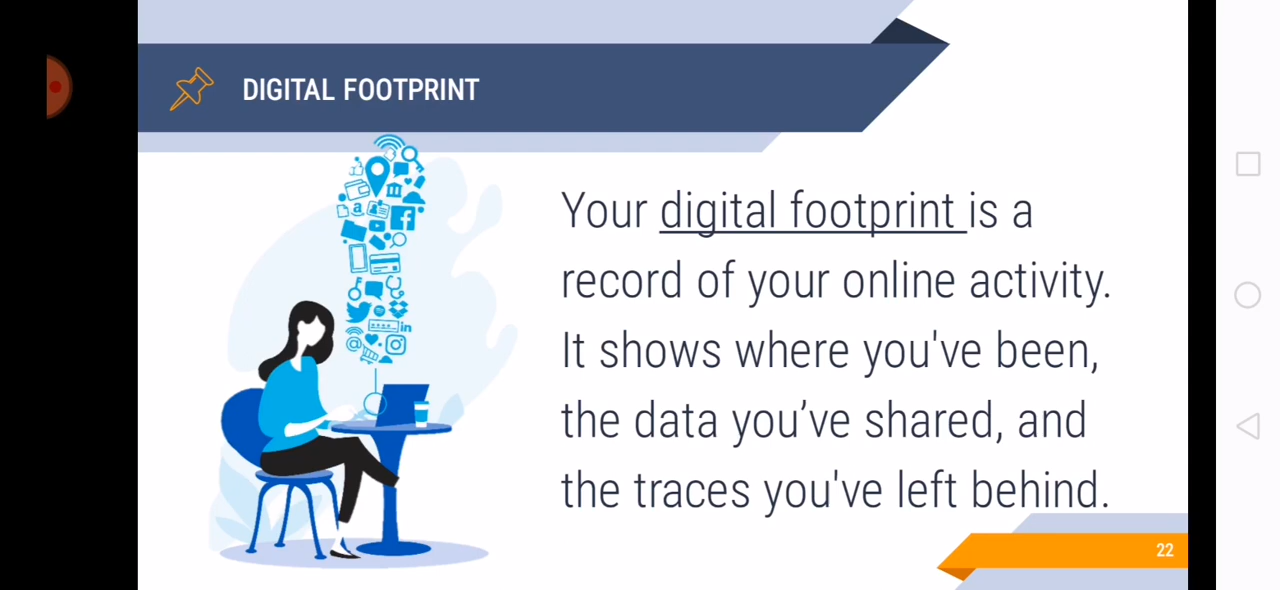 DIGITAL FOOTPRINT
Your digital footprint is a
record of your online activity.
It shows where you've been,
the data you’ve shared, and
the traces you've left behind.
22